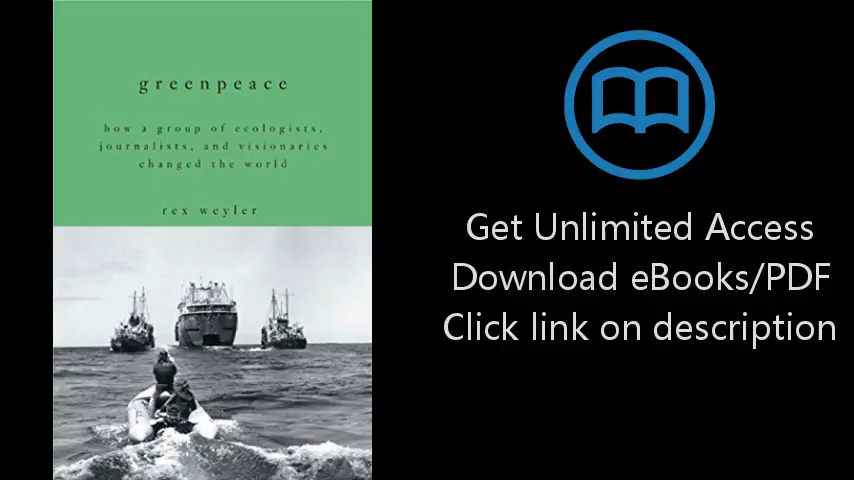 greenpeace
how a group of ecologists,
journalists, and visionaries
changed the world
rex weyler
Get Unlimited Access
Download eBooks/PDF
Click link on description